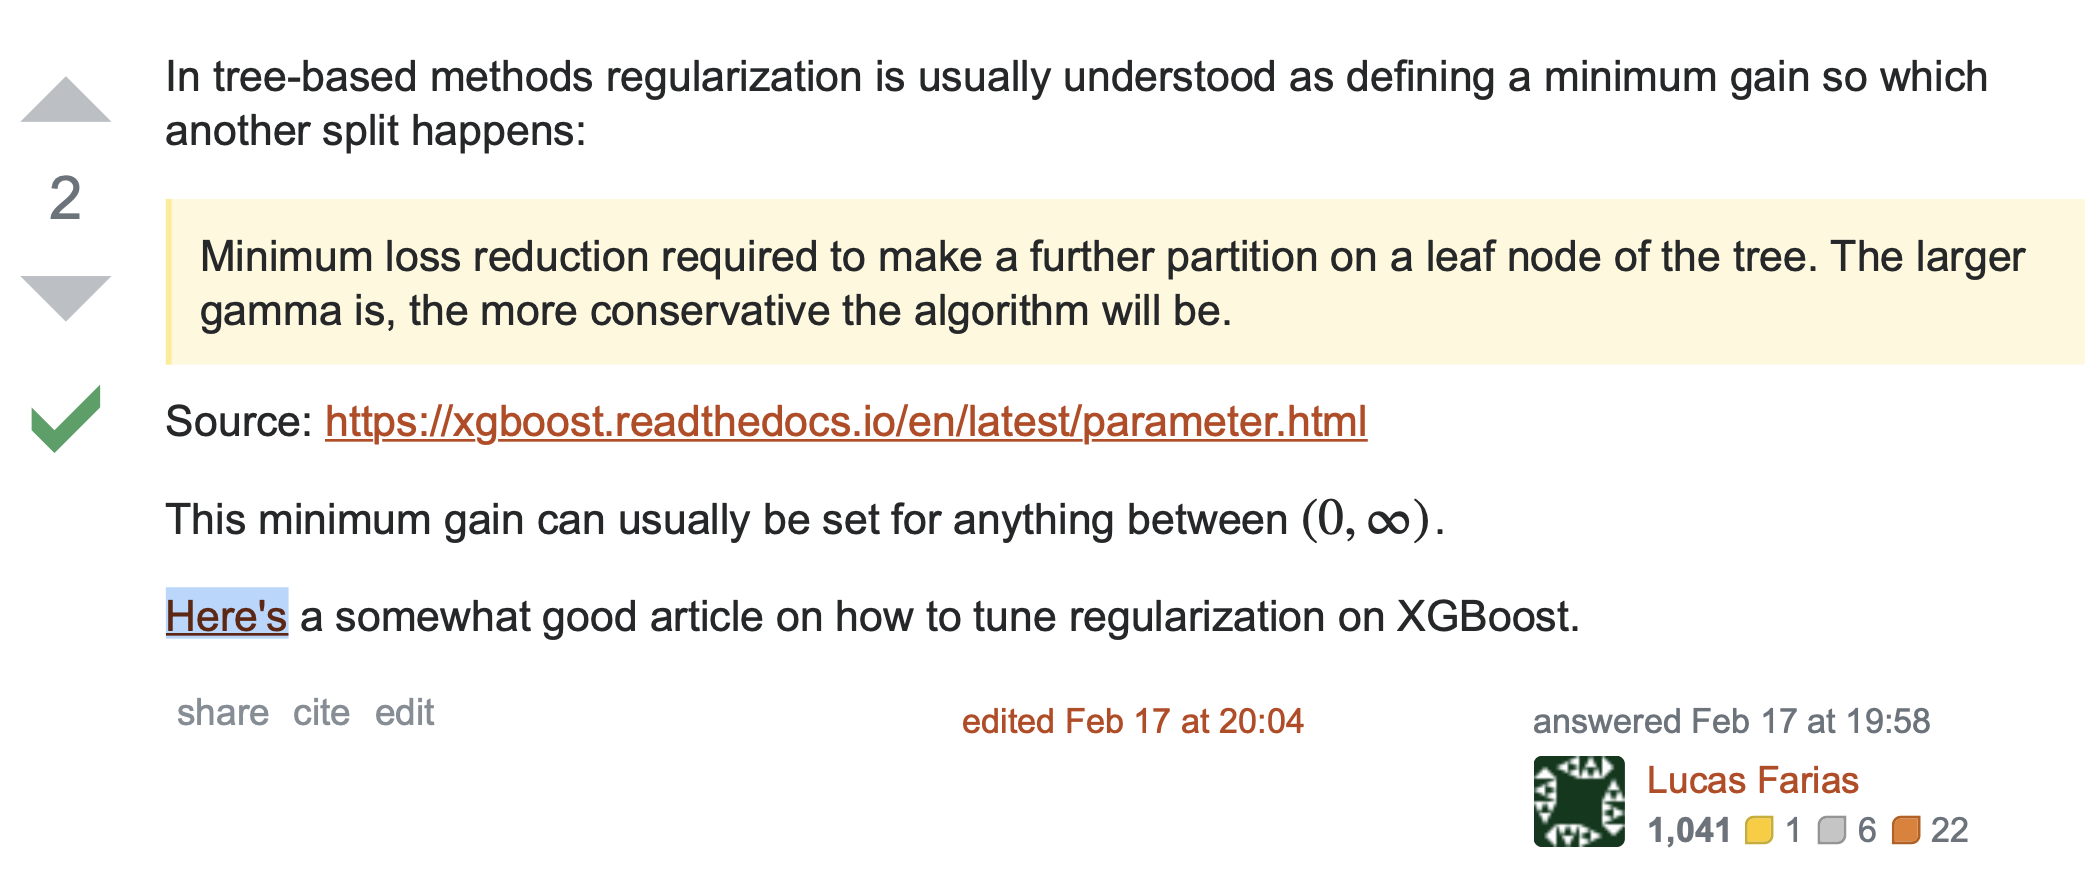 In tree-based methods regularization is usually understood as defining a minimum gain so which
another split happens:
2
Minimum loss reduction required to make a further partition on a leaf node of the tree. The larger
gamma is, the more conservative the algorithm will be.
Source: https://xgboost.readthedocs.io/en/latest/parameter.html
This minimum gain can usually be set for anything between (0, ∞).
Here's a somewhat good article on how to tune regularization on XGBoost.
share cite edit
edited Feb 17 at 20:04
answered Feb 17 at 19:58
Lucas Farias
1,041 1 6 22